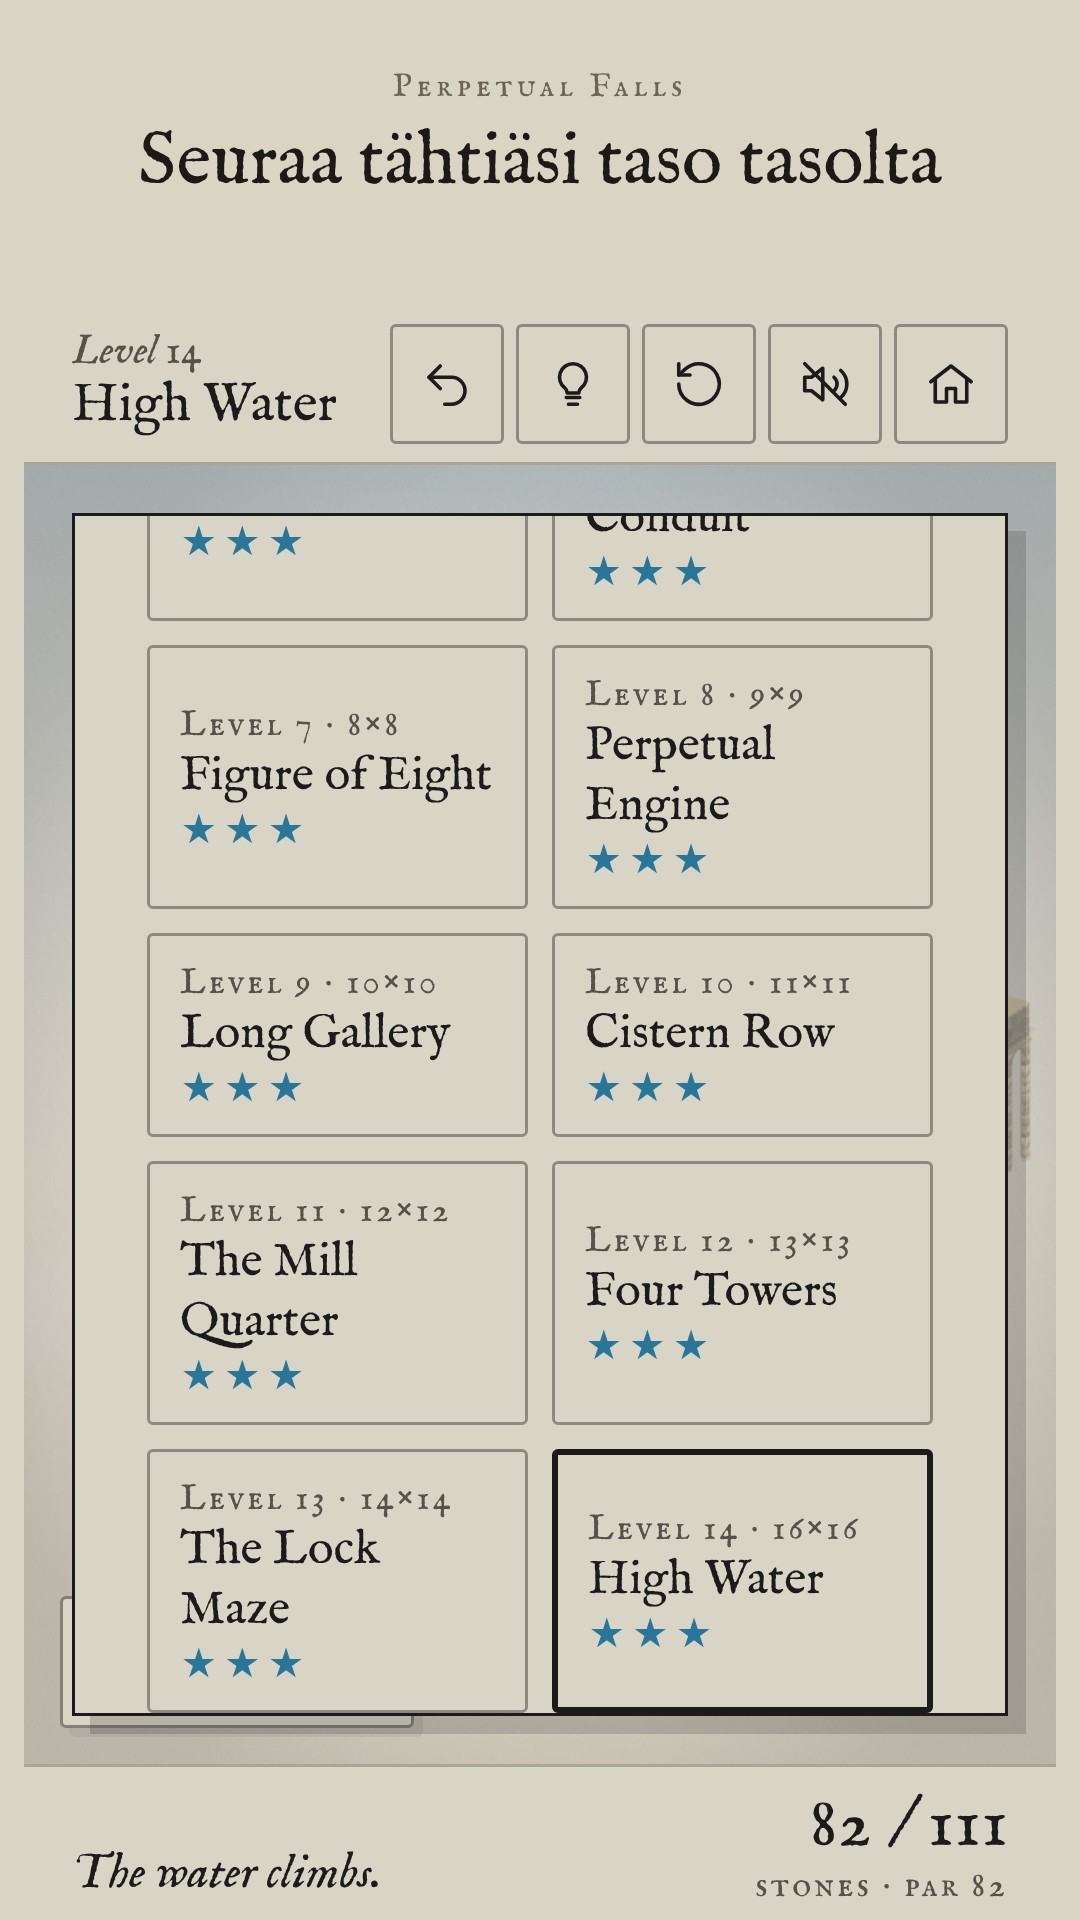 Perpetual Falls
Seuraa tähtiäsi taso tasolta
Level 14
High Water
Conduit
★ ★ ★
★ ★ ★
Level 7 · 8×8
Figure of Eight
★ ★ ★
Level 8 · 9×9
Perpetual
Engine
★ ★ ★
Level 9 · 10×10
Long Gallery
★ ★ ★
Level 10 · 11×11
Cistern Row
★ ★ ★
Level 11 · 12×12
The Mill
Quarter
★ ★ ★
Level 12 · 13×13
Four Towers
★ ★ ★
Level 13 · 14×14
The Lock
Maze
★ ★ ★
Level 14 · 16×16
High Water
★ ★ ★
The water climbs.
82 / 111
STONES · PAR 82